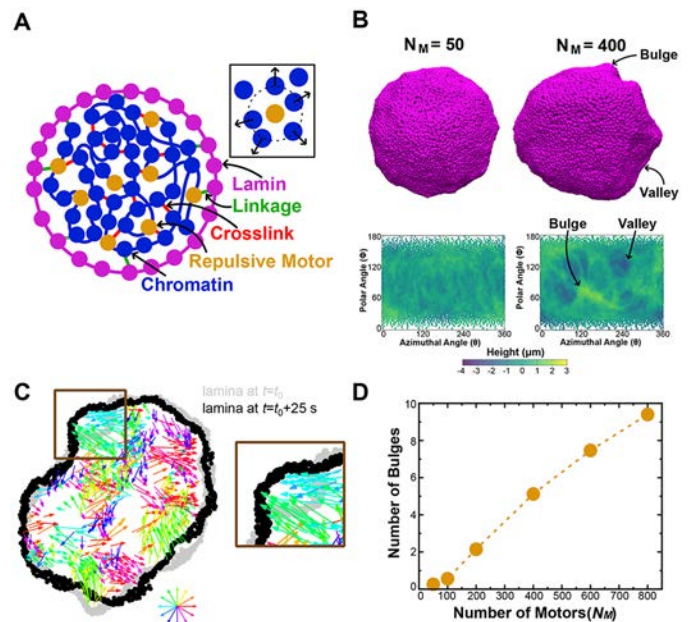 A
Lamin
Linkage
Crosslink
Repulsive Motor
Chromatin
B
N_M = 50
N_M = 400
Bulge
Valley
Polar Angle (Φ)
180
120
60
0
0 120 240 360
Azimuthal Angle (θ)
Bulge Valley
Polar Angle (Φ)
180
120
60
0
0 120 240 360
Azimuthal Angle (θ)
Height (μm)
-4 -3 -2 -1 0 1 2 3
C
lamina at t=t₀
lamina at t=t₀+25 s
D
Number of Bulges
10
8
6
4
2
0
0 100 200 300 400 500 600 700 800
Number of Motors(N_M)